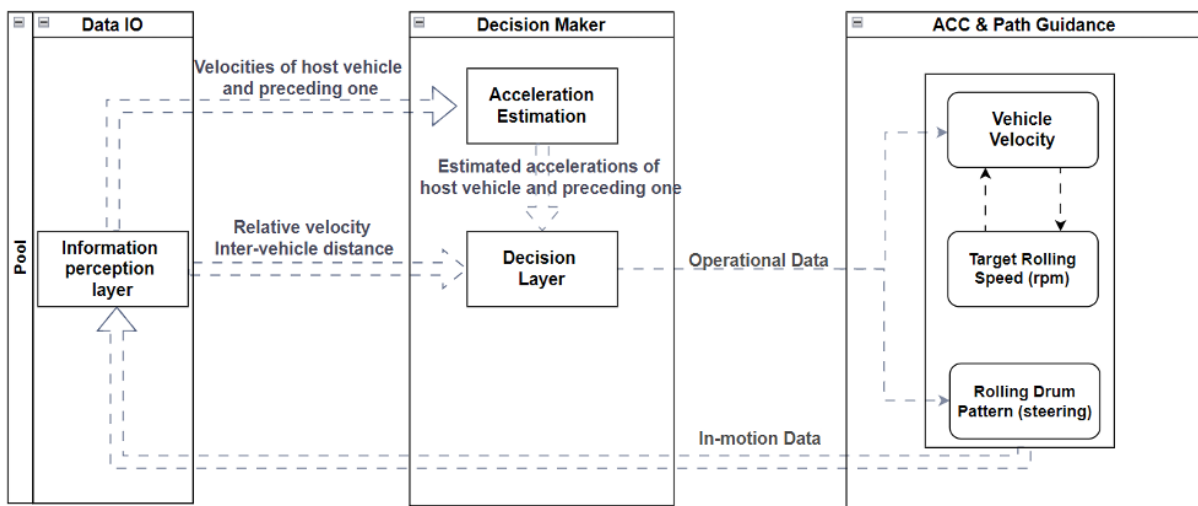 Data IO
Decision Maker
ACC & Path Guidance
Pool
Velocities of host vehicle
and preceding one
Acceleration
Estimation
Vehicle
Velocity
Estimated accelerations of
host vehicle and preceding one
Information
perception
layer
Relative velocity
Inter-vehicle distance
Decision
Layer
Operational Data
Target Rolling
Speed (rpm)
Rolling Drum
Pattern (steering)
In-motion Data